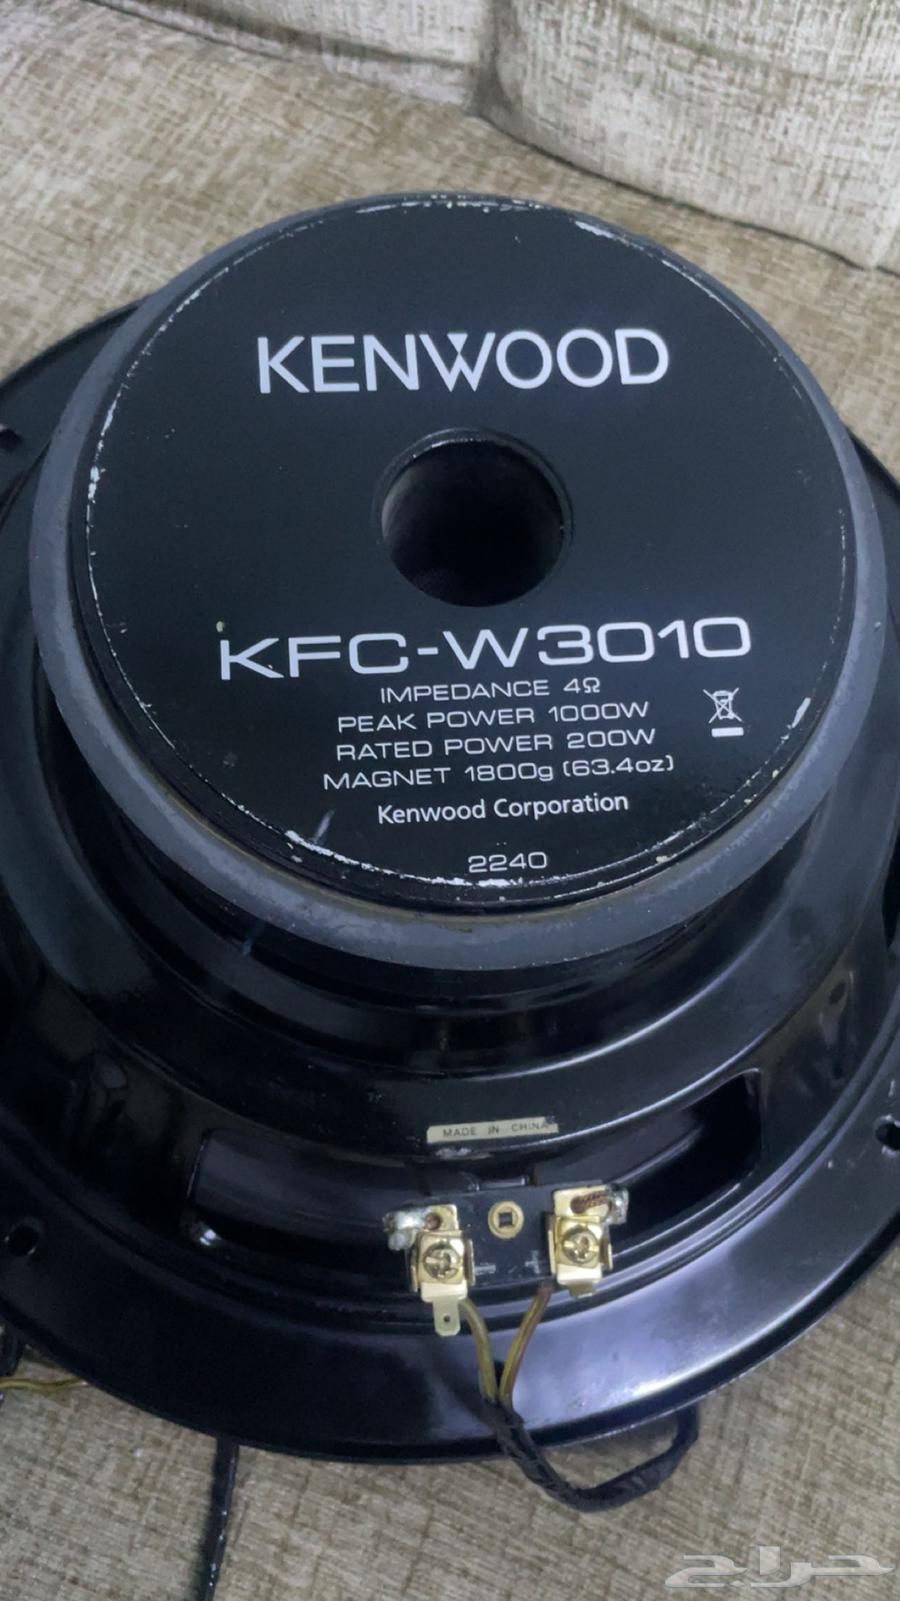 KENWOOD
KFC-W3010
IMPEDANCE 4Ω
PEAK POWER 1000W
RATED POWER 200W
MAGNET 1800g (63.4oz)
Kenwood Corporation
2240
MADE IN CHINA
حراج